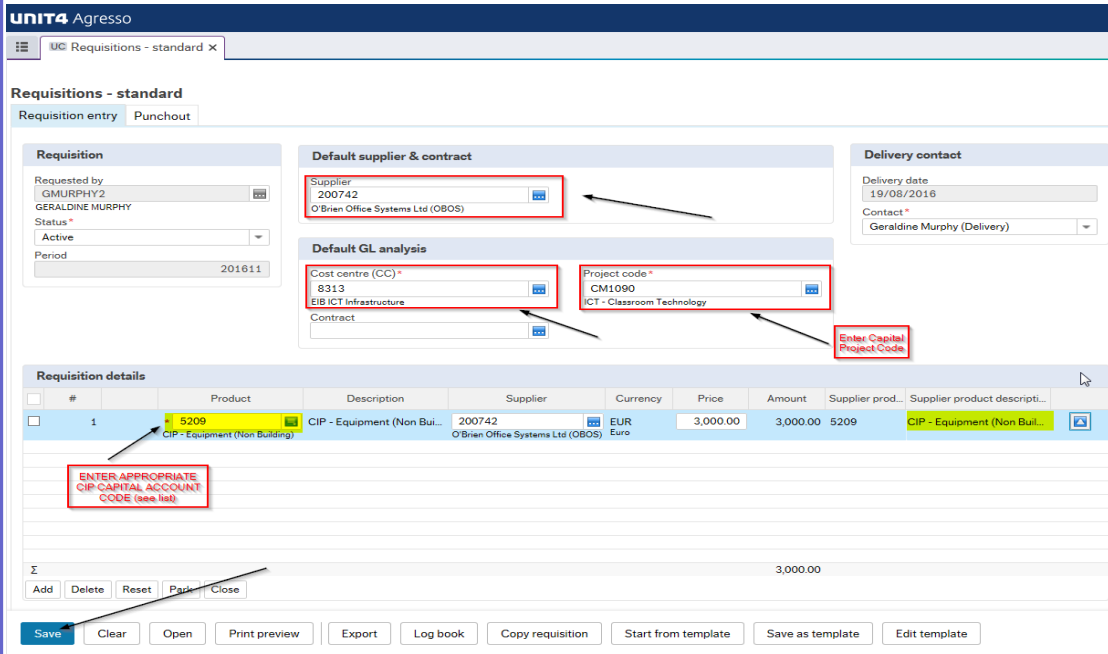 UNIT4 Agresso
UC Requisitions - standard ×
Requisitions - standard
Requisition entry Punchout
Requisition
Requested by
GMURPHY2
GERALDINE MURPHY
Status*
Active
Period
201611
Default supplier & contract
Supplier
200742
O'Brien Office Systems Ltd (OBOS)
Default GL analysis
Cost centre (CC)*
8313
EIB ICT Infrastructure
Contract
Project code*
CM1090
ICT - Classroom Technology
Enter Capital
Project Code
Delivery contact
Delivery date
19/08/2016
Contact*
Geraldine Murphy (Delivery)
Requisition details
# Product Description Supplier Currency Price Amount Supplier prod... Supplier product descripti...
1 * 5209 CIP - Equipment (Non Bui... 200742 EUR 3,000.00 3,000.00 5209 CIP - Equipment (Non Buil...
CIP - Equipment (Non Building) O'Brien Office Systems Ltd (OBOS) Euro
ENTER APPROPRIATE
CIP CAPITAL ACCOUNT
CODE (see list)
Σ 3,000.00
Add Delete Reset Park Close
Save Clear Open Print preview Export Log book Copy requisition Start from template Save as template Edit template